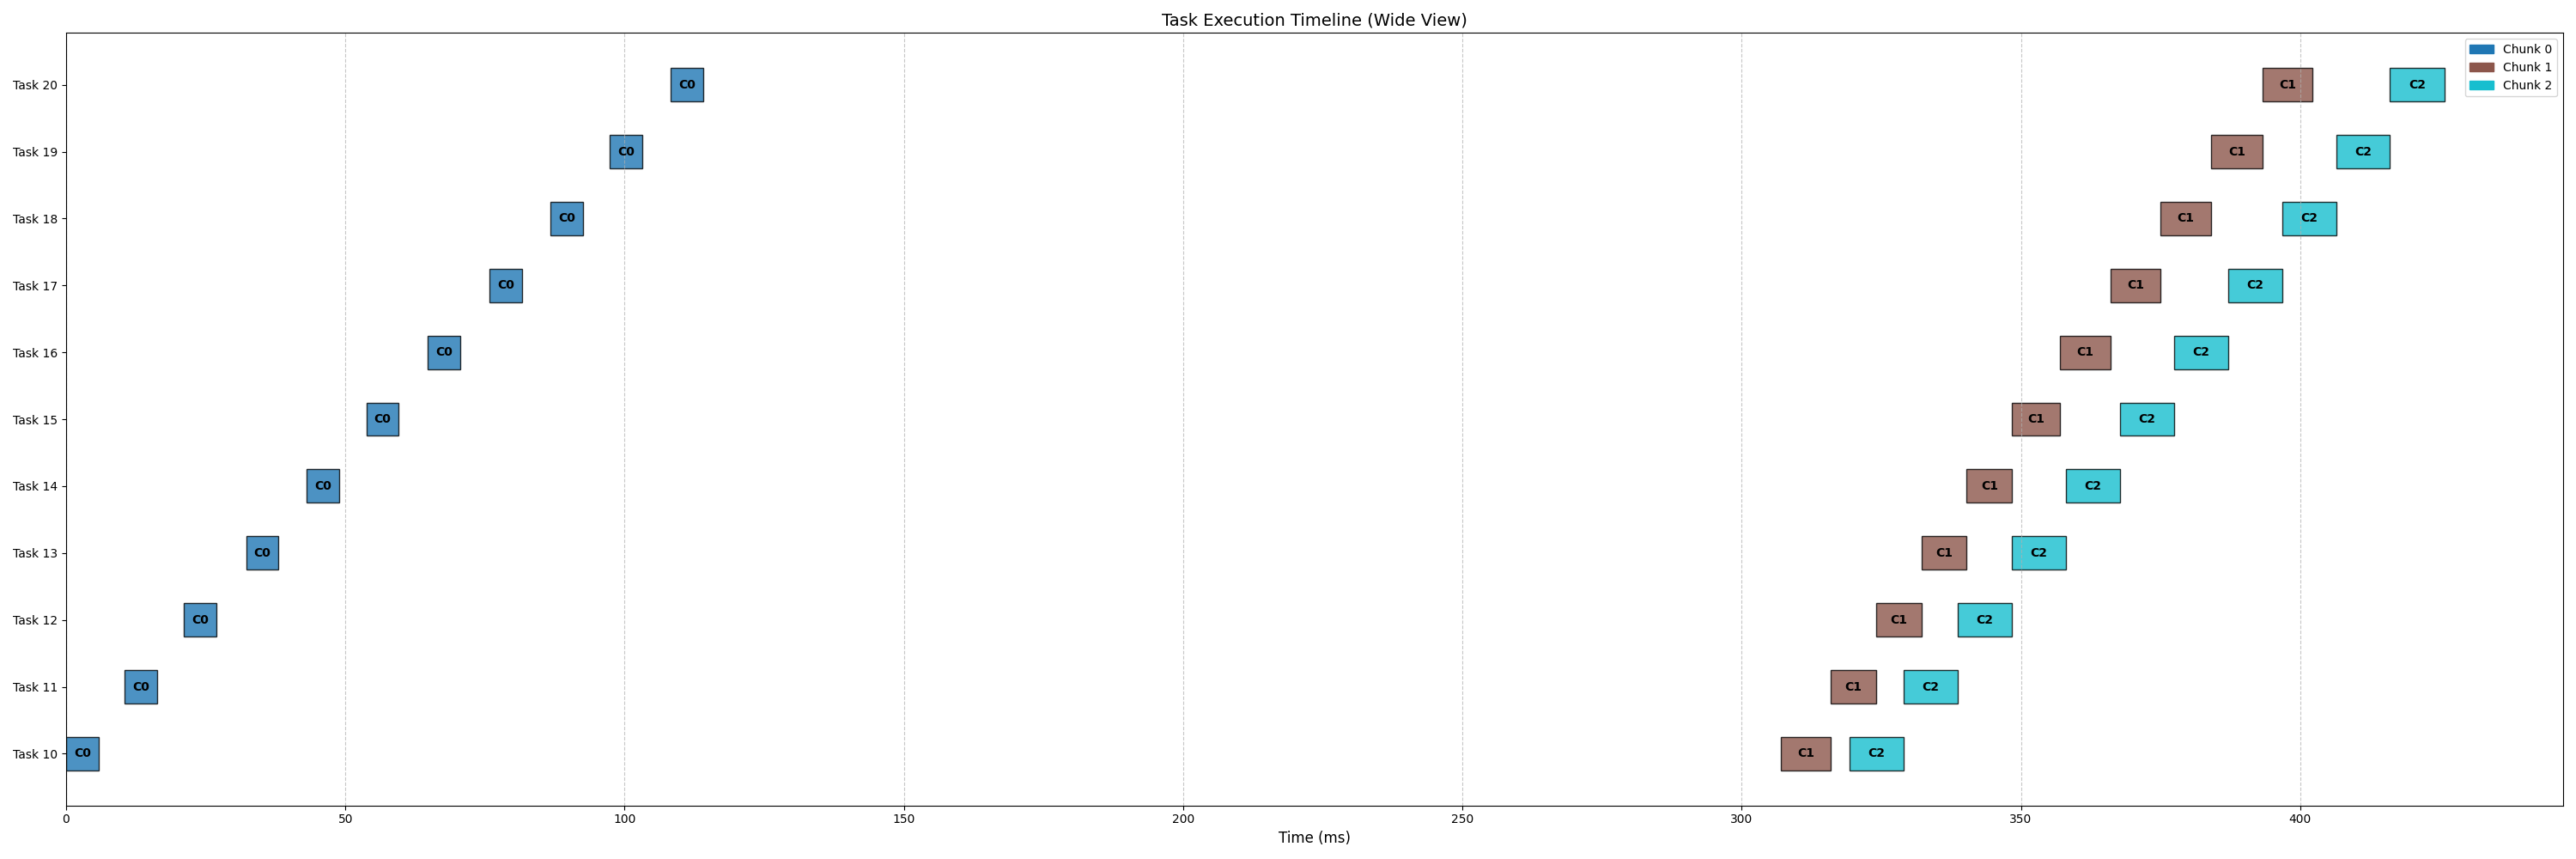 Task Execution Timeline (Wide View)
Chunk 0
Chunk 1
Chunk 2
Task 20 C0 C1 C2
Task 19 C0 C1 C2
Task 18 C0 C1 C2
Task 17 C0 C1 C2
Task 16 C0 C1 C2
Task 15 C0 C1 C2
Task 14 C0 C1 C2
Task 13 C0 C1 C2
Task 12 C0 C1 C2
Task 11 C0 C1 C2
Task 10 C0 C1 C2
0 50 100 150 200 250 300 350 400
Time (ms)